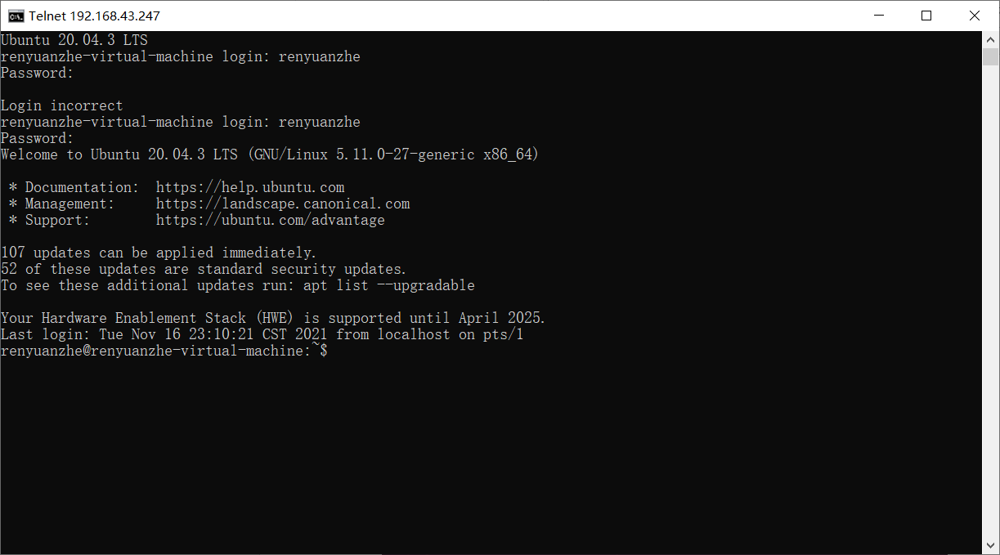 Telnet 192.168.43.247
Ubuntu 20.04.3 LTS
renyuanzhe-virtual-machine login: renyuanzhe
Password:
Login incorrect
renyuanzhe-virtual-machine login: renyuanzhe
Password:
Welcome to Ubuntu 20.04.3 LTS (GNU/Linux 5.11.0-27-generic x86_64)
* Documentation:  https://help.ubuntu.com
* Management:     https://landscape.canonical.com
* Support:        https://ubuntu.com/advantage
107 updates can be applied immediately.
52 of these updates are standard security updates.
To see these additional updates run: apt list --upgradable
Your Hardware Enablement Stack (HWE) is supported until April 2025.
Last login: Tue Nov 16 23:10:21 CST 2021 from localhost on pts/1
renyuanzhe@renyuanzhe-virtual-machine:~$